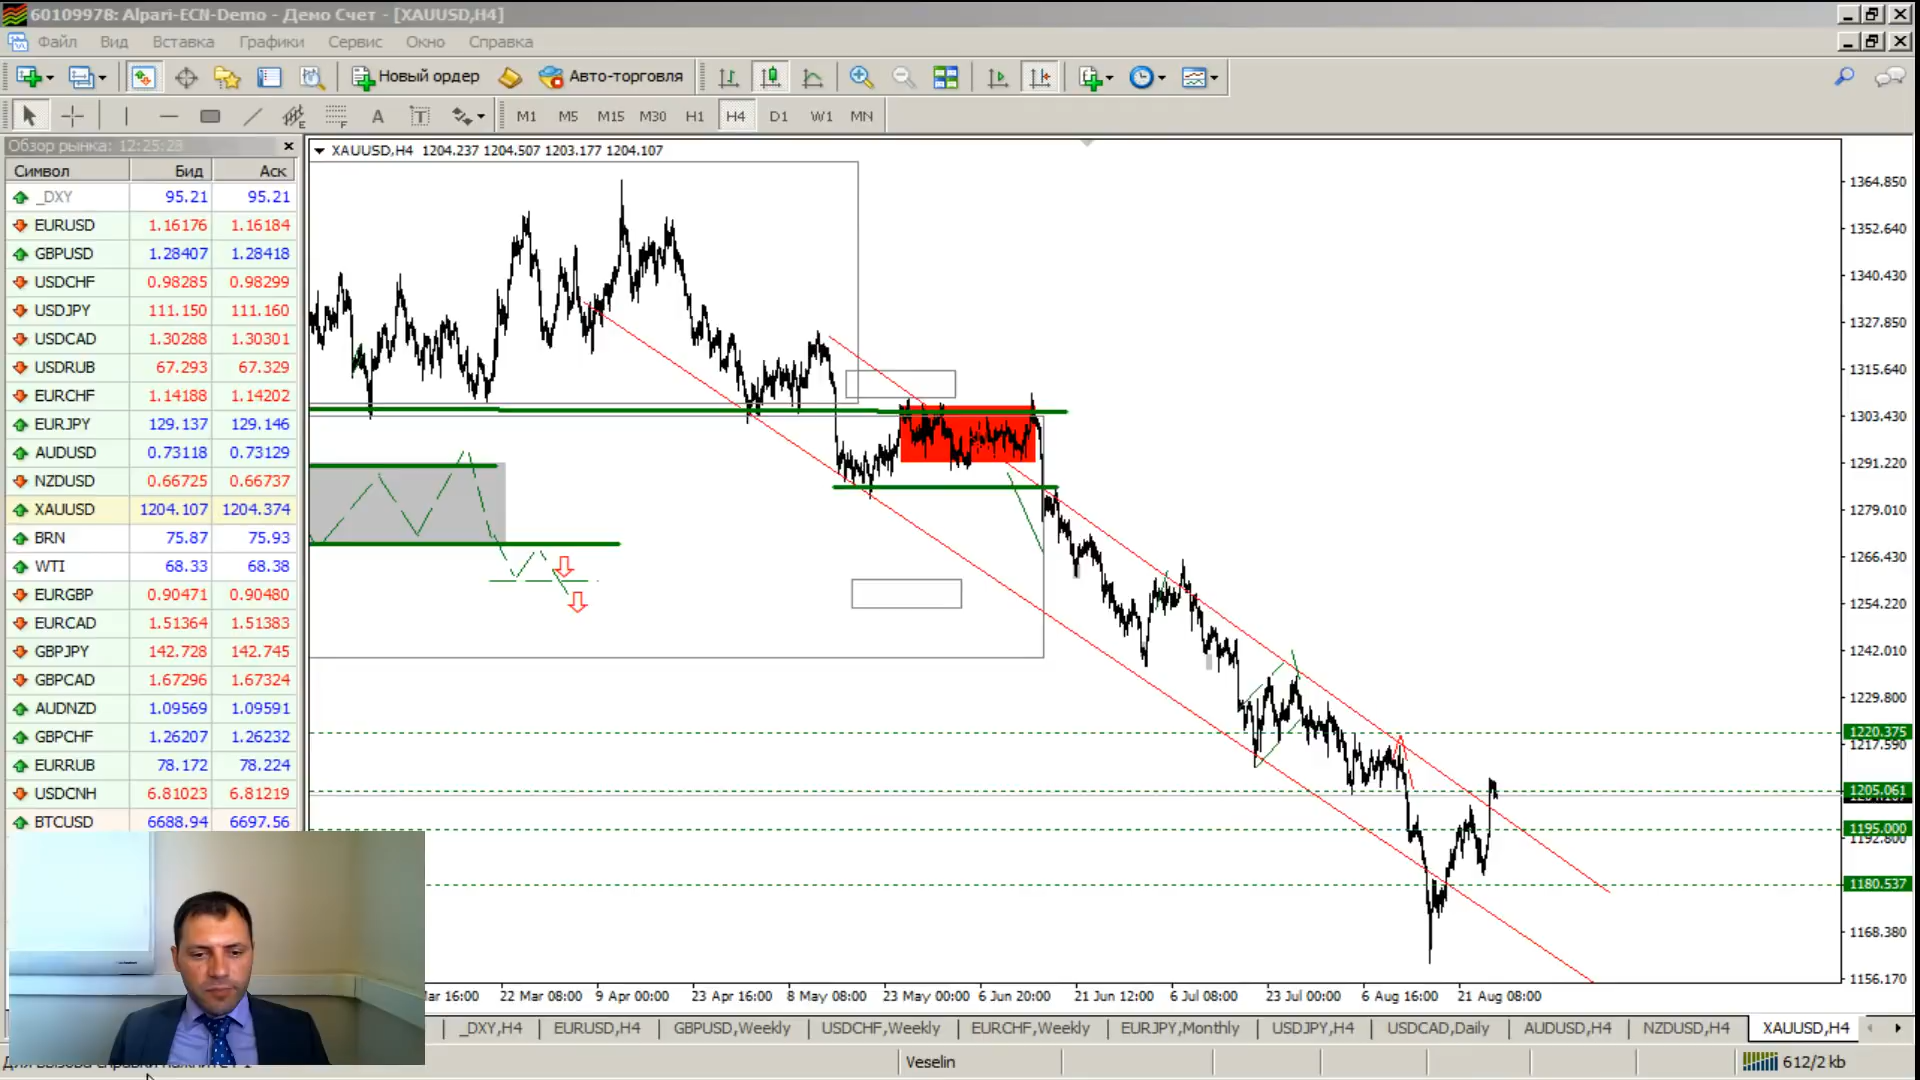 60109978: Alpari-ECN-Demo - Демо Счет - [XAUUSD,H4]
Файл Вид Вставка Графики Сервис Окно Справка
Новый ордер Авто-торговля
A T M1 M5 M15 M30 H1 H4 D1 W1 MN
Обзор рынка: 12:25:28
Символ Бид Аск
_DXY 95.21 95.21
EURUSD 1.16176 1.16184
GBPUSD 1.28407 1.28418
USDCHF 0.98285 0.98299
USDJPY 111.150 111.160
USDCAD 1.30288 1.30301
USDRUB 67.293 67.329
EURCHF 1.14188 1.14202
EURJPY 129.137 129.146
AUDUSD 0.73118 0.73129
NZDUSD 0.66725 0.66737
XAUUSD 1204.107 1204.374
BRN 75.87 75.93
WTI 68.33 68.38
EURGBP 0.90471 0.90480
EURCAD 1.51364 1.51383
GBPJPY 142.728 142.745
GBPCAD 1.67296 1.67324
AUDNZD 1.09569 1.09591
GBPCHF 1.26207 1.26232
EURRUB 78.172 78.224
USDCNH 6.81023 6.81219
BTCUSD 6688.94 6697.56
XAUUSD,H4 1204.237 1204.507 1203.177 1204.107
1364.850
1352.640
1340.430
1327.850
1315.640
1303.430
1291.220
1279.010
1266.430
1254.220
1242.010
1229.800
1220.375
1217.590
1205.061
1195.000
1192.800
1180.537
1168.380
1156.170
Mar 16:00 22 Mar 08:00 9 Apr 00:00 23 Apr 16:00 8 May 08:00 23 May 00:00 6 Jun 20:00 21 Jun 12:00 6 Jul 08:00 23 Jul 00:00 6 Aug 16:00 21 Aug 08:00
_DXY,H4 EURUSD,H4 GBPUSD,Weekly USDCHF,Weekly EURCHF,Weekly EURJPY,Monthly USDJPY,H4 USDCAD,Daily AUDUSD,H4 NZDUSD,H4 XAUUSD,H4
Veselin 612/2 kb